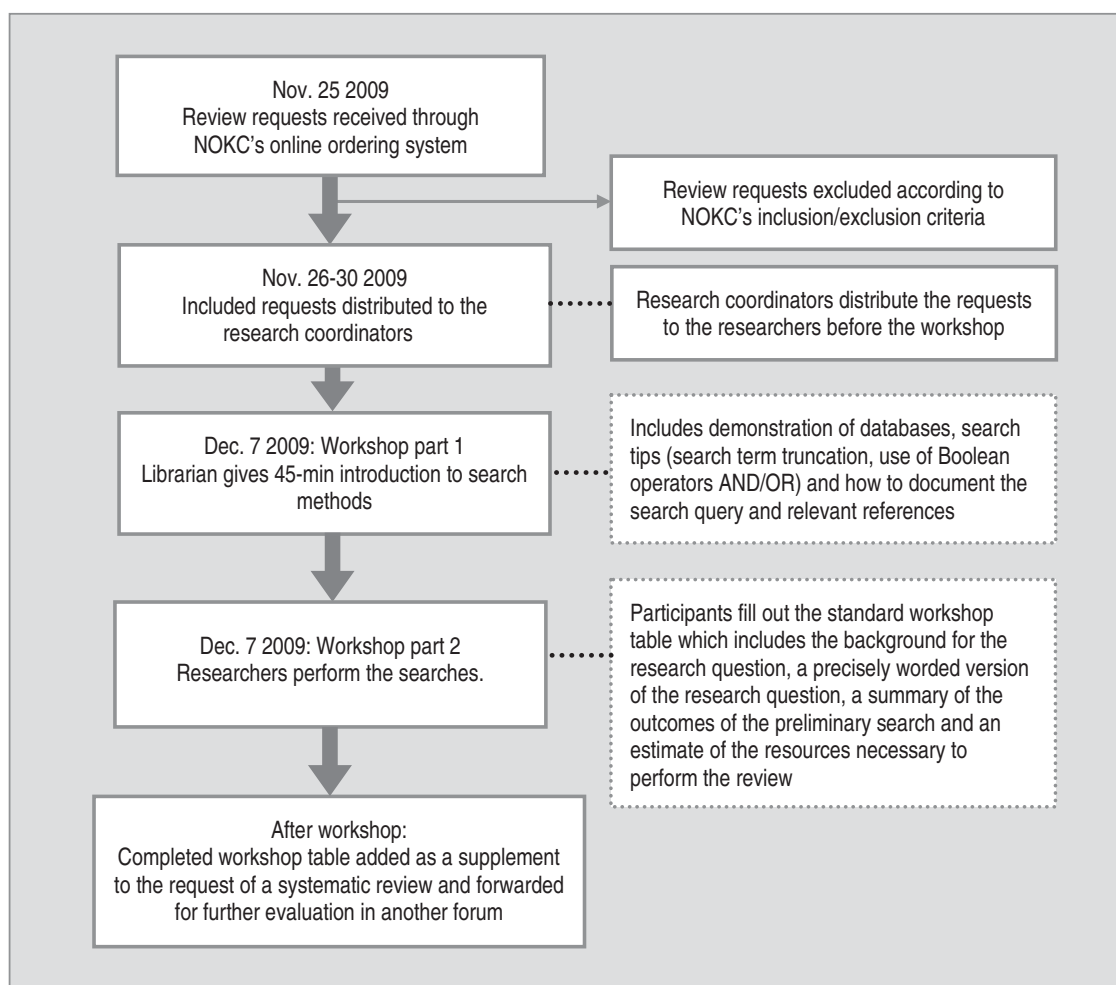 Nov. 25 2009
Review requests received through
NOKC's online ordering system
Review requests excluded according to
NOKC's inclusion/exclusion criteria
Nov. 26-30 2009
Included requests distributed to the
research coordinators
Research coordinators distribute the requests
to the researchers before the workshop
Dec. 7 2009: Workshop part 1
Librarian gives 45-min introduction to search
methods
Includes demonstration of databases, search
tips (search term truncation, use of Boolean
operators AND/OR) and how to document the
search query and relevant references
Dec. 7 2009: Workshop part 2
Researchers perform the searches.
Participants fill out the standard workshop
table which includes the background for the
research question, a precisely worded version
of the research question, a summary of the
outcomes of the preliminary search and an
estimate of the resources necessary to
perform the review
After workshop:
Completed workshop table added as a supplement
to the request of a systematic review and forwarded
for further evaluation in another forum